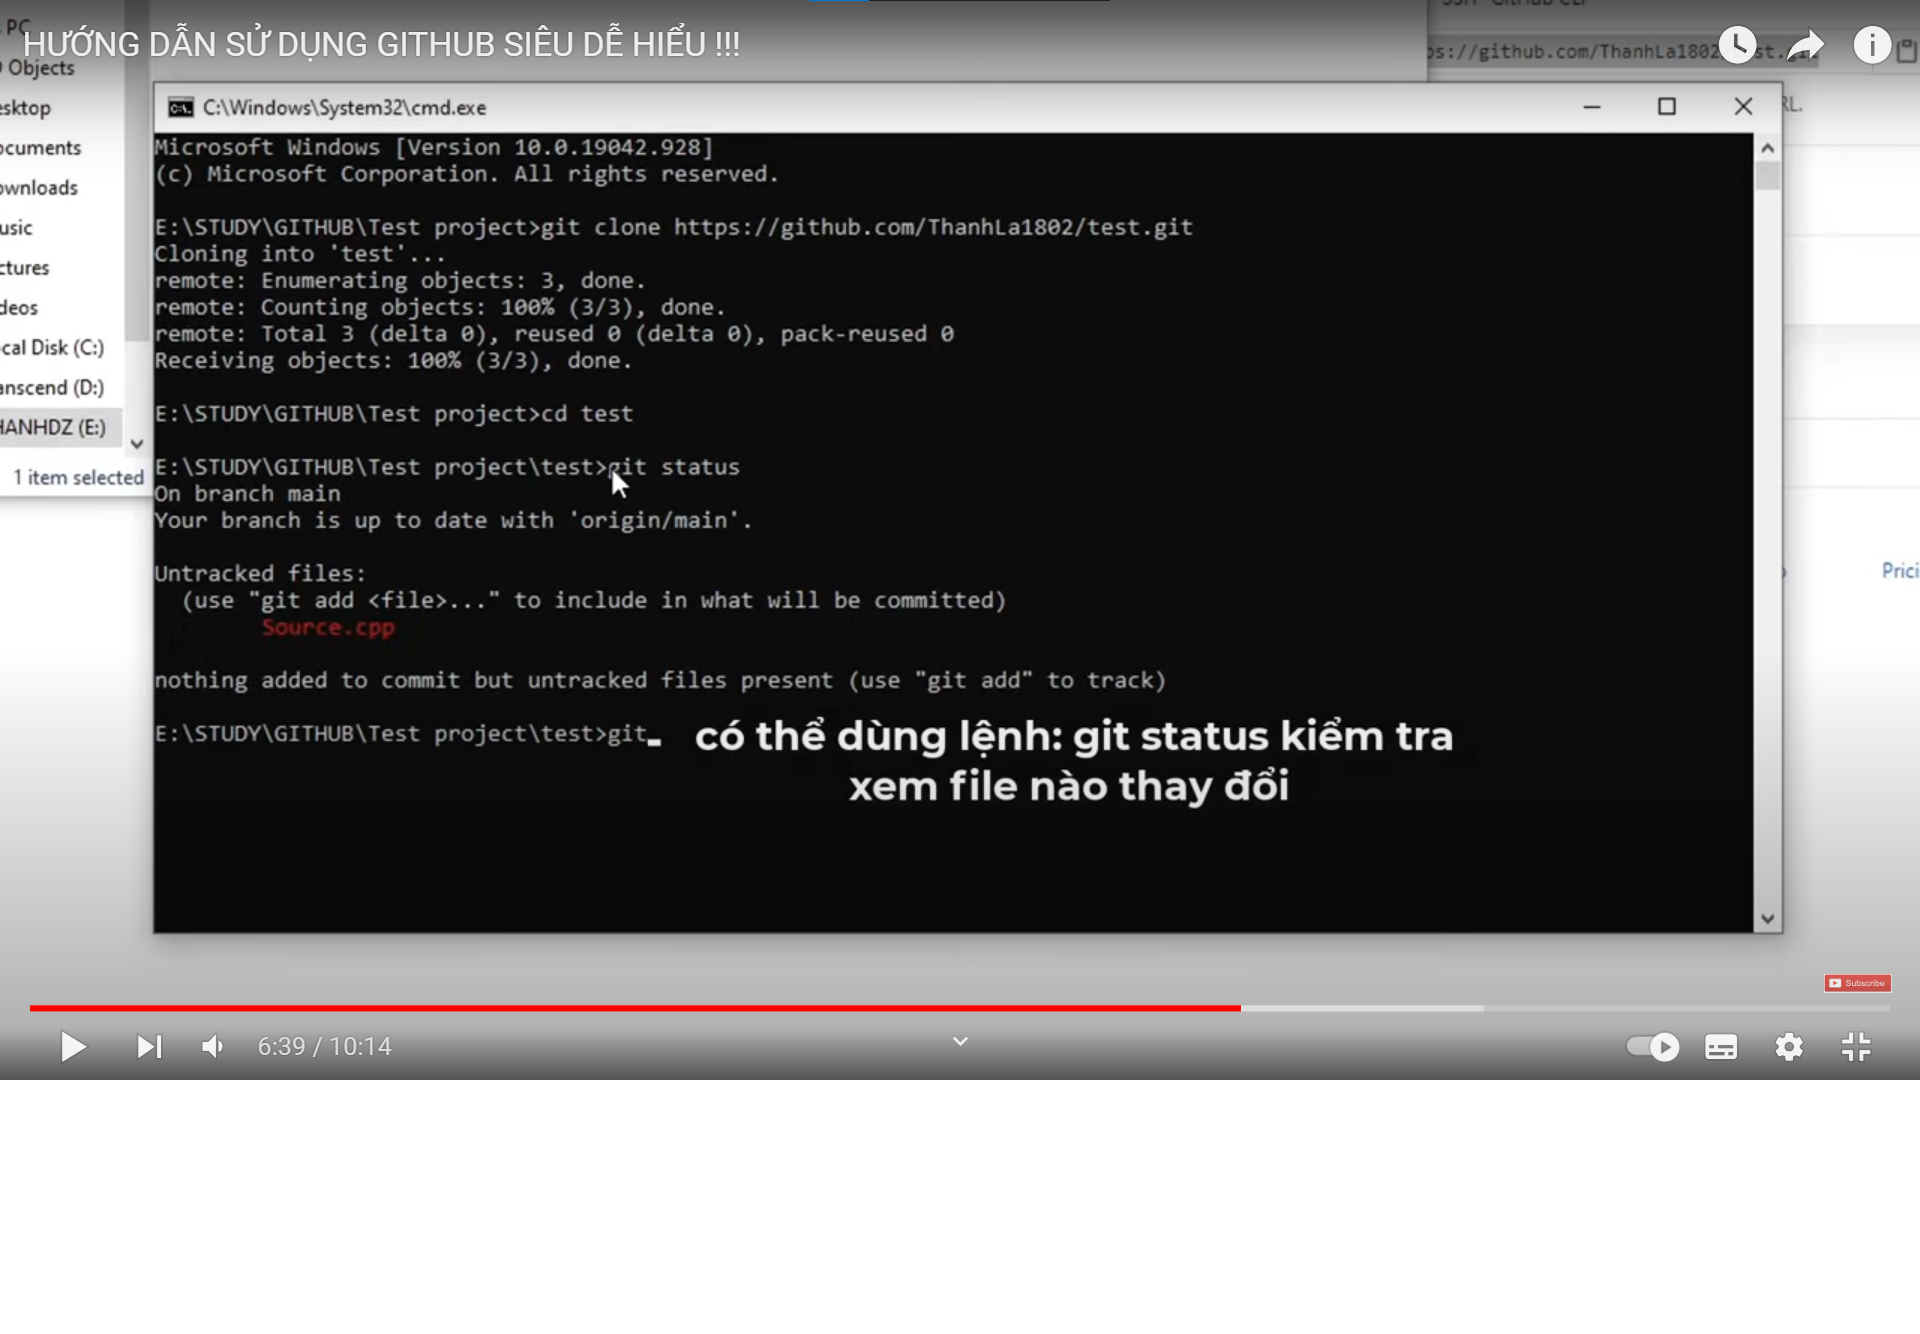 PC
HƯỚNG DẪN SỬ DỤNG GITHUB SIÊU DỄ HIỂU !!!
Objects
esktop
ocuments
ownloads
usic
ctures
deos
cal Disk (C:)
anscend (D:)
HANHDZ (E:)
1 item selected
ps://github.com/ThanhLa1802
RL.
Prici
C:\Windows\System32\cmd.exe
Microsoft Windows [Version 10.0.19042.928]
(c) Microsoft Corporation. All rights reserved.
E:\STUDY\GITHUB\Test project>git clone https://github.com/ThanhLa1802/test.git
Cloning into 'test'...
remote: Enumerating objects: 3, done.
remote: Counting objects: 100% (3/3), done.
remote: Total 3 (delta 0), reused 0 (delta 0), pack-reused 0
Receiving objects: 100% (3/3), done.
E:\STUDY\GITHUB\Test project>cd test
E:\STUDY\GITHUB\Test project\test>git status
On branch main
Your branch is up to date with 'origin/main'.
Untracked files:
(use "git add <file>..." to include in what will be committed)
Source.cpp
nothing added to commit but untracked files present (use "git add" to track)
E:\STUDY\GITHUB\Test project\test>git
có thể dùng lệnh: git status kiểm tra
xem file nào thay đổi
Subscribe
6:39 / 10:14